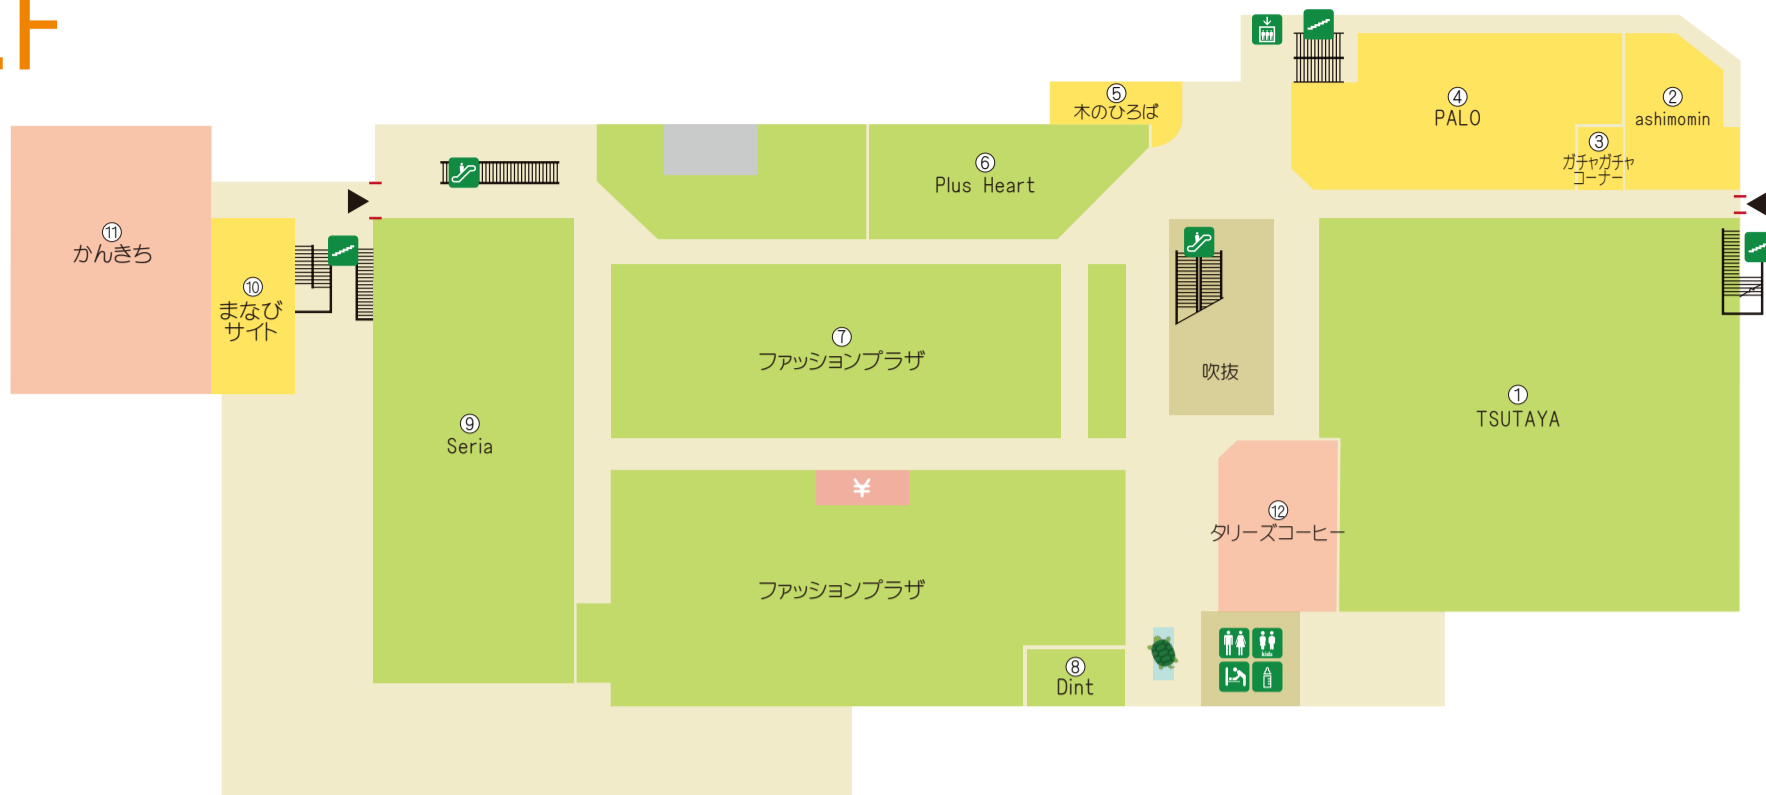 ト
⑤
木のひろば
④
PALO
②
ashimomin
③
ガチャガチャ
コーナー
⑥
Plus Heart
⑪
かんきち
⑩
まなび
サイト
⑦
ファッションプラザ
吹抜
①
TSUTAYA
⑨
Seria
¥
⑫
タリーズコーヒー
ファッションプラザ
kids
⑧
Dint